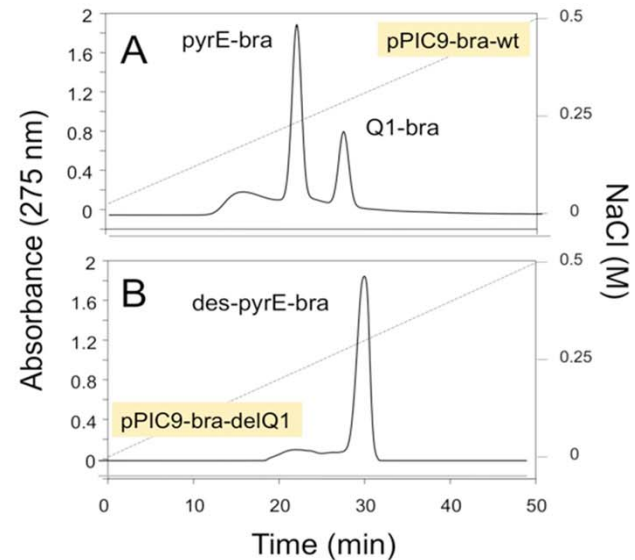 Absorbance (275 nm)
NaCl (M)
A
pyrE-bra
pPIC9-bra-wt
Q1-bra
2
1.6
1.2
0.8
0.4
0
0.5
0.25
0
B
des-pyrE-bra
pPIC9-bra-delQ1
2
1.6
1.2
0.8
0.4
0
0.5
0.25
0
0 10 20 30 40 50
Time (min)